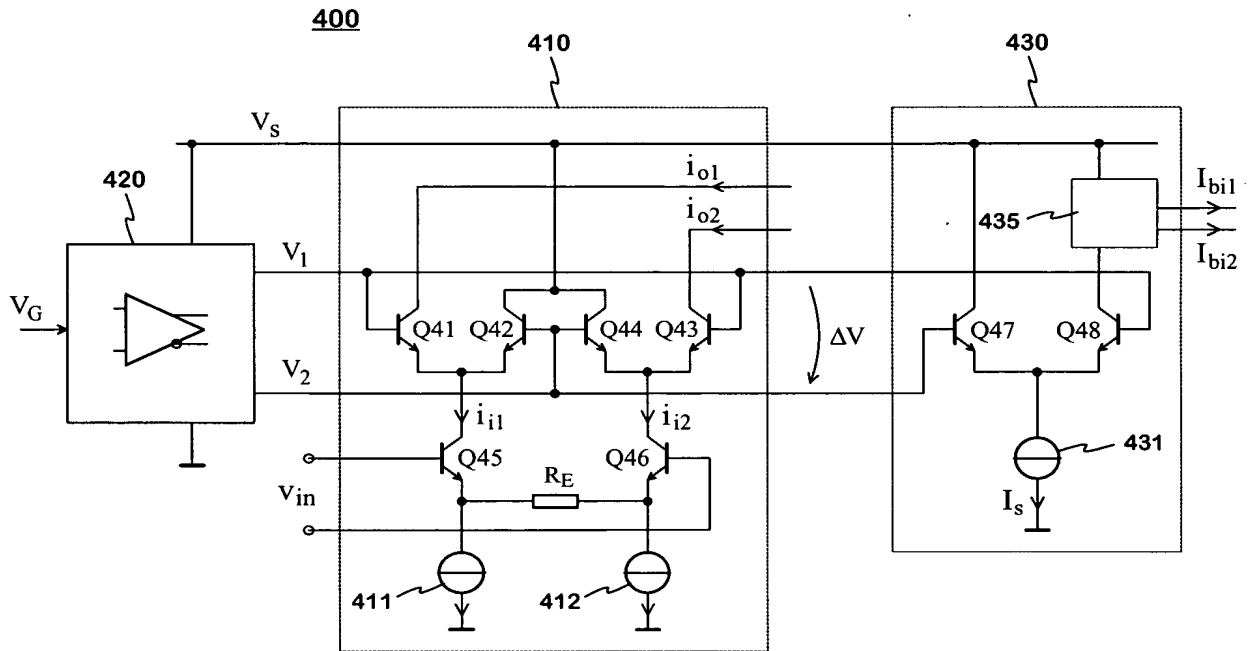 400
410
430
V_S
420
i_o1
i_o2
I_bi1
435
I_bi2
V_1
V_G
Q41
Q42
Q44
Q43
ΔV
Q47
Q48
V_2
i_i1
i_i2
Q45
Q46
431
R_E
v_in
I_s
411
412